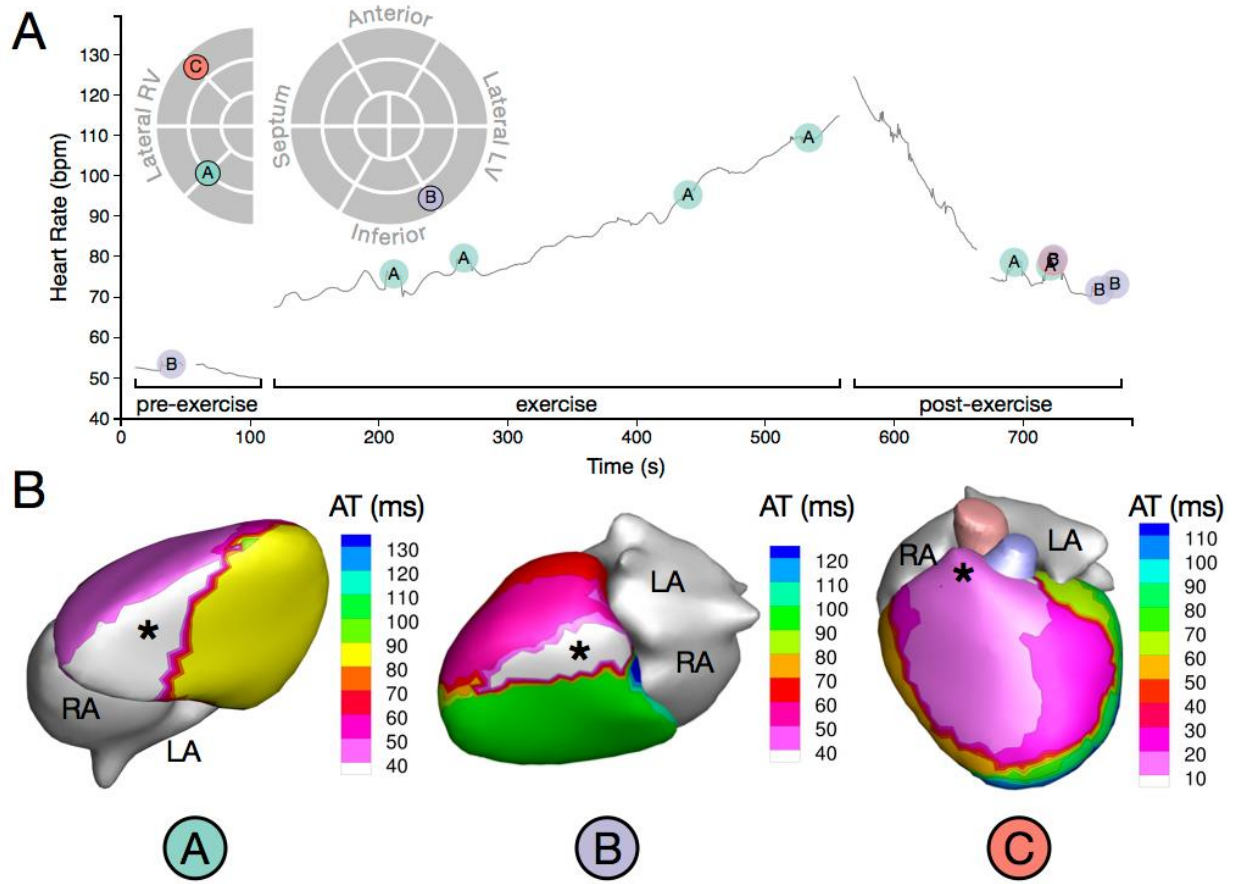 A
Anterior
Septum
Lateral LV
Inferior
Lateral RV
C
A
B
Heart Rate (bpm)
130
120
110
100
90
80
70
60
50
40
B
A
A
A
A
A
A
B
B
B
pre-exercise
exercise
post-exercise
0
100
200
300
400
500
600
700
Time (s)
B
AT (ms)
130
120
110
100
90
80
70
60
50
40
*
RA
LA
A
AT (ms)
120
110
100
90
80
70
60
50
40
*
LA
RA
B
AT (ms)
110
100
90
80
70
60
50
40
30
20
10
RA
LA
*
C